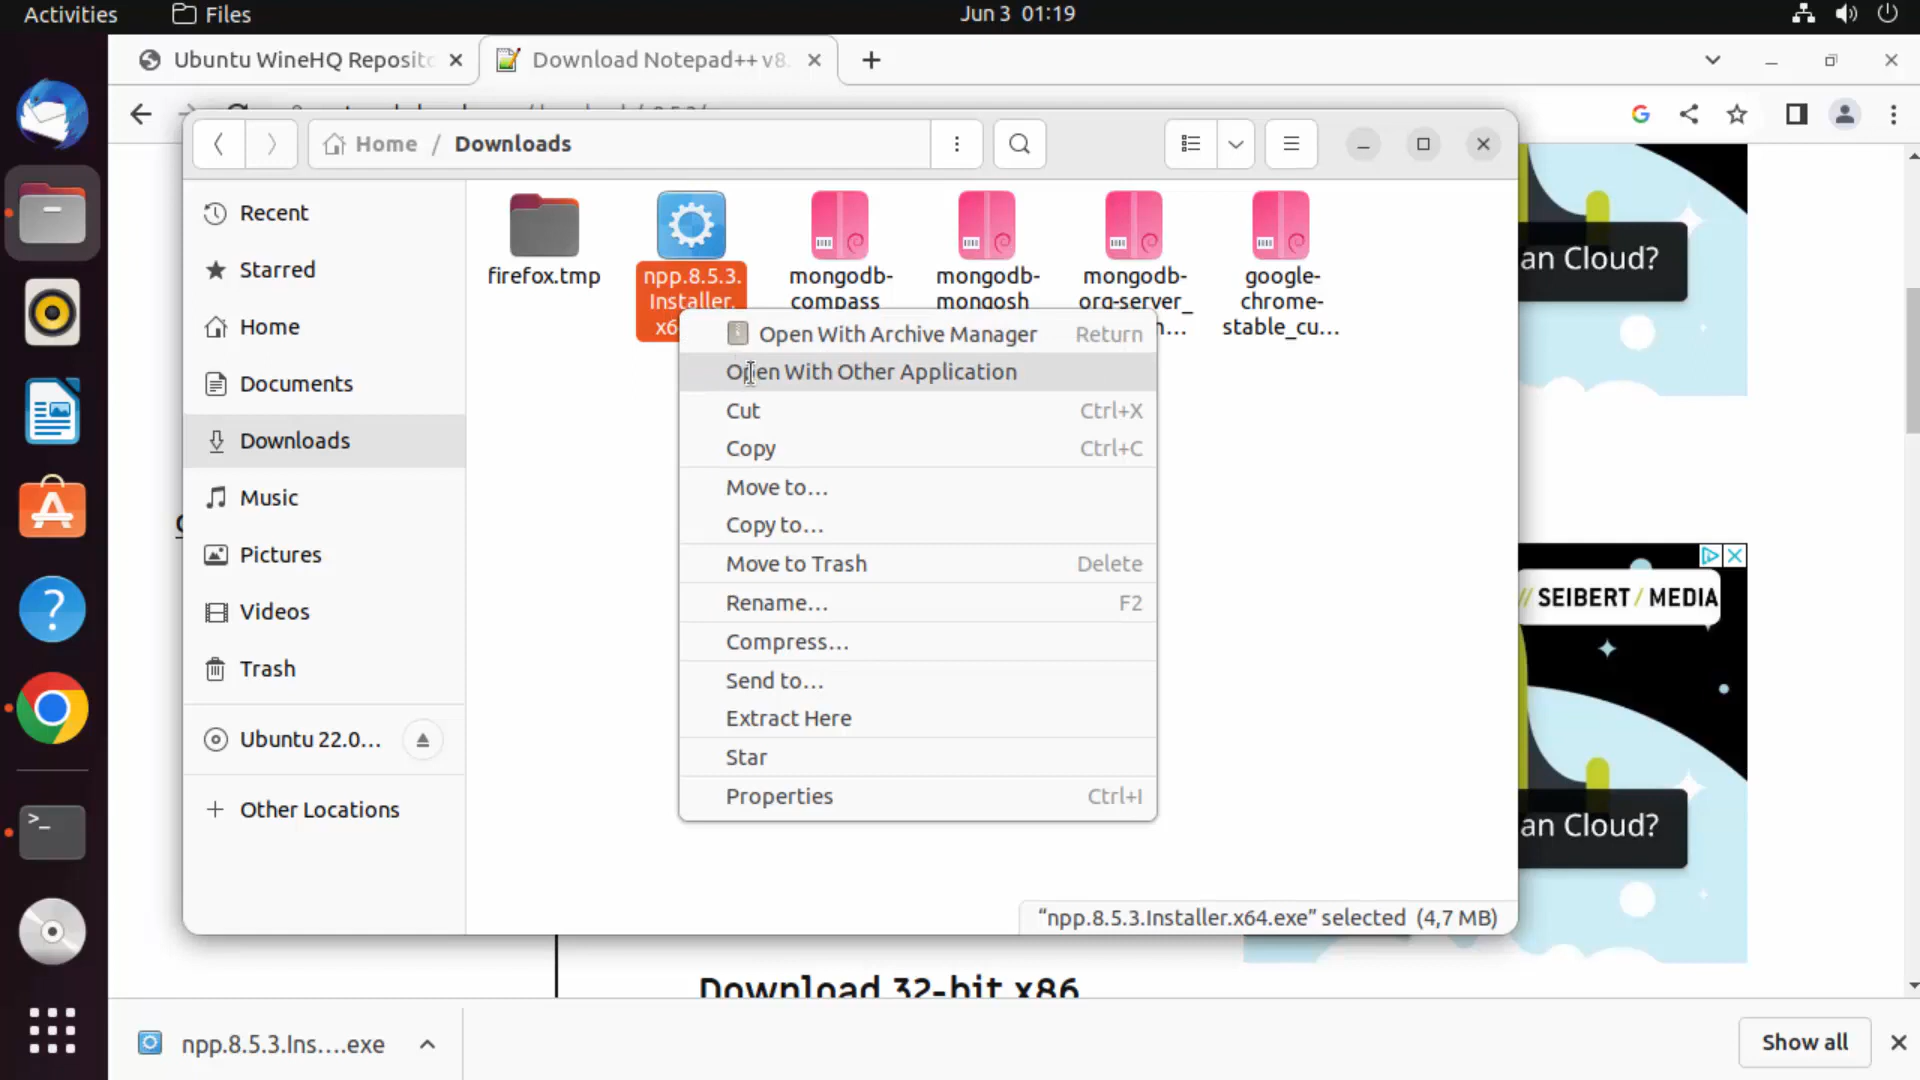 Activities Files Jun 3 01:19
Ubuntu WineHQ Reposito Download Notepad++ v8.
Home / Downloads
Recent
Starred
Home
Documents
Downloads
Music
Pictures
Videos
Trash
Ubuntu 22.0...
Other Locations
firefox.tmp
npp.8.5.3.
Installer.
x6
mongodb-
compass
mongodb-
mongosh
mongodb-
org-server_
google-
chrome-
stable_cu...
Open With Archive Manager Return
Open With Other Application
Cut Ctrl+X
Copy Ctrl+C
Move to...
Copy to...
Move to Trash Delete
Rename... F2
Compress...
Send to...
Extract Here
Star
Properties Ctrl+I
"npp.8.5.3.Installer.x64.exe" selected (4,7 MB)
an Cloud?
// SEIBERT / MEDIA
an Cloud?
Download 32-bit x86
npp.8.5.3.Ins....exe
Show all